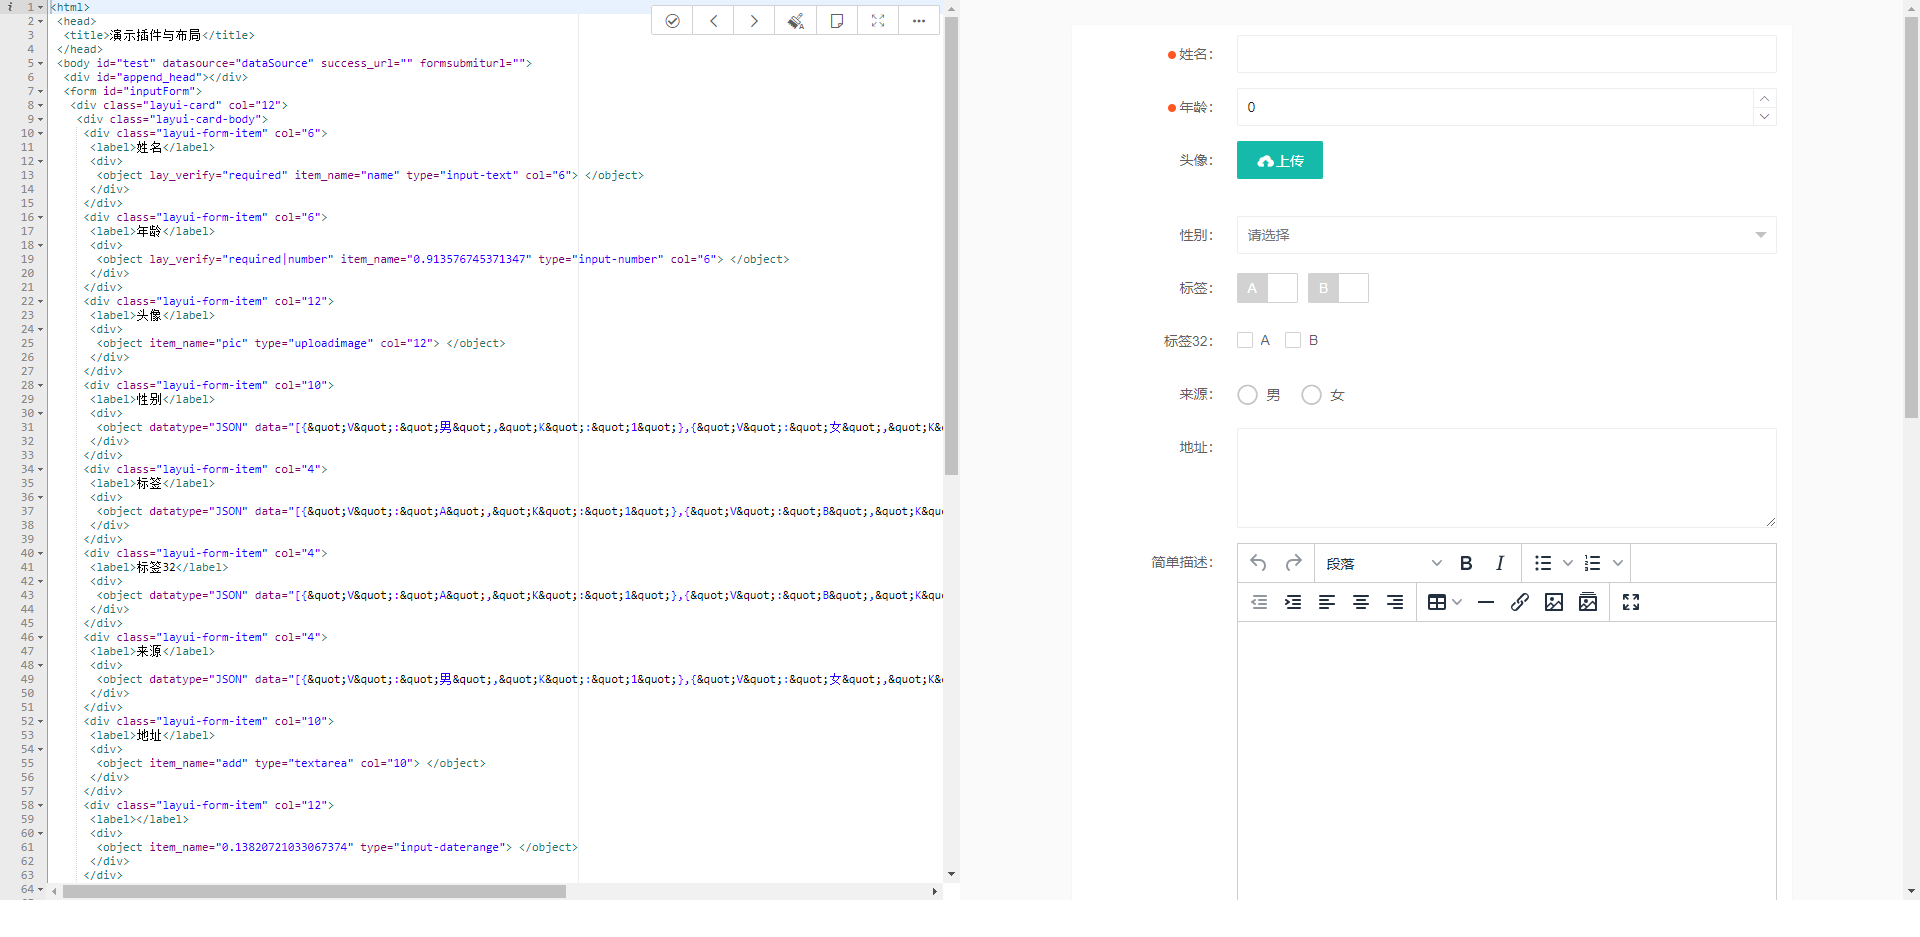 1 <html>
2 <head>
3 <title>演示插件与布局</title>
4 </head>
5 <body id="test" datasource="dataSource" success_url="" formsubmiturl="">
6 <div id="append_head"></div>
7 <form id="inputForm">
8 <div class="layui-card" col="12">
9 <div class="layui-card-body">
10 <div class="layui-form-item" col="6">
11 <label>姓名</label>
12 <div>
13 <object lay_verify="required" item_name="name" type="input-text" col="6"> </object>
14 </div>
15 </div>
16 <div class="layui-form-item" col="6">
17 <label>年龄</label>
18 <div>
19 <object lay_verify="required|number" item_name="0.913576745371347" type="input-number" col="6"> </object>
20 </div>
21 </div>
22 <div class="layui-form-item" col="12">
23 <label>头像</label>
24 <div>
25 <object item_name="pic" type="uploadimage" col="12"> </object>
26 </div>
27 </div>
28 <div class="layui-form-item" col="10">
29 <label>性别</label>
30 <div>
31 <object datatype="JSON" data="[{&quot;V&quot;:&quot;男&quot;,&quot;K&quot;:&quot;1&quot;},{&quot;V&quot;:&quot;女&quot;,&quot;K&
32 </div>
33 </div>
34 <div class="layui-form-item" col="4">
35 <label>标签</label>
36 <div>
37 <object datatype="JSON" data="[{&quot;V&quot;:&quot;A&quot;,&quot;K&quot;:&quot;1&quot;},{&quot;V&quot;:&quot;B&quot;,&quot;K&qu
38 </div>
39 </div>
40 <div class="layui-form-item" col="4">
41 <label>标签32</label>
42 <div>
43 <object datatype="JSON" data="[{&quot;V&quot;:&quot;A&quot;,&quot;K&quot;:&quot;1&quot;},{&quot;V&quot;:&quot;B&quot;,&quot;K&qu
44 </div>
45 </div>
46 <div class="layui-form-item" col="4">
47 <label>来源</label>
48 <div>
49 <object datatype="JSON" data="[{&quot;V&quot;:&quot;男&quot;,&quot;K&quot;:&quot;1&quot;},{&quot;V&quot;:&quot;女&quot;,&quot;K&
50 </div>
51 </div>
52 <div class="layui-form-item" col="10">
53 <label>地址</label>
54 <div>
55 <object item_name="add" type="textarea" col="10"> </object>
56 </div>
57 </div>
58 <div class="layui-form-item" col="12">
59 <label></label>
60 <div>
61 <object item_name="0.13820721033067374" type="input-daterange"> </object>
62 </div>
63 </div>
64
姓名:
年龄: 0
头像: 上传
性别: 请选择
标签: A B
标签32: A B
来源: 男 女
地址:
简单描述: 段落 B I